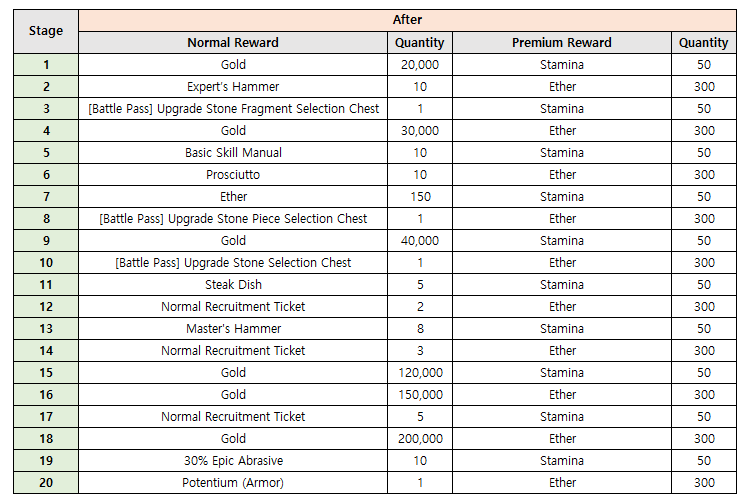 Stage After
Normal Reward Quantity Premium Reward Quantity
1 Gold 20,000 Stamina 50
2 Expert's Hammer 10 Ether 300
3 [Battle Pass] Upgrade Stone Fragment Selection Chest 1 Stamina 50
4 Gold 30,000 Ether 300
5 Basic Skill Manual 10 Stamina 50
6 Prosciutto 10 Ether 300
7 Ether 150 Stamina 50
8 [Battle Pass] Upgrade Stone Piece Selection Chest 1 Ether 300
9 Gold 40,000 Stamina 50
10 [Battle Pass] Upgrade Stone Selection Chest 1 Ether 300
11 Steak Dish 5 Stamina 50
12 Normal Recruitment Ticket 2 Ether 300
13 Master's Hammer 8 Stamina 50
14 Normal Recruitment Ticket 3 Ether 300
15 Gold 120,000 Stamina 50
16 Gold 150,000 Ether 300
17 Normal Recruitment Ticket 5 Stamina 50
18 Gold 200,000 Ether 300
19 30% Epic Abrasive 10 Stamina 50
20 Potentium (Armor) 1 Ether 300